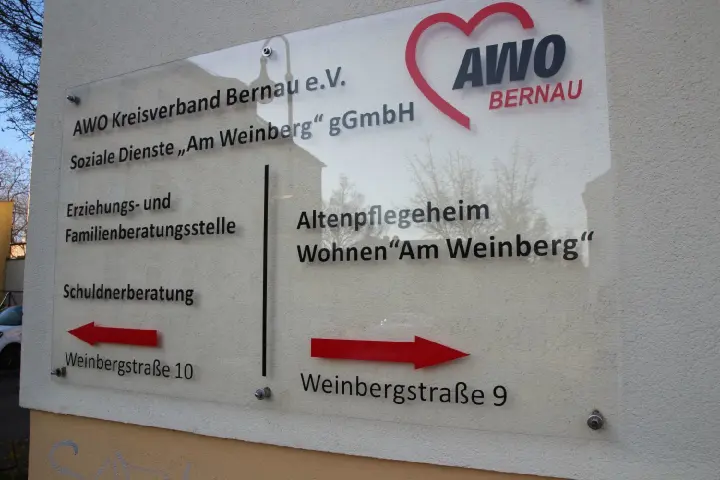 AWO
BERNAU
AWO Kreisverband Bernau e.V.
Soziale Dienste „Am Weinberg“ gGmbH
Erziehungs- und
Familienberatungsstelle
Schuldnerberatung
Weinbergstraße 10
Altenpflegeheim
Wohnen“Am Weinberg“
Weinbergstraße 9